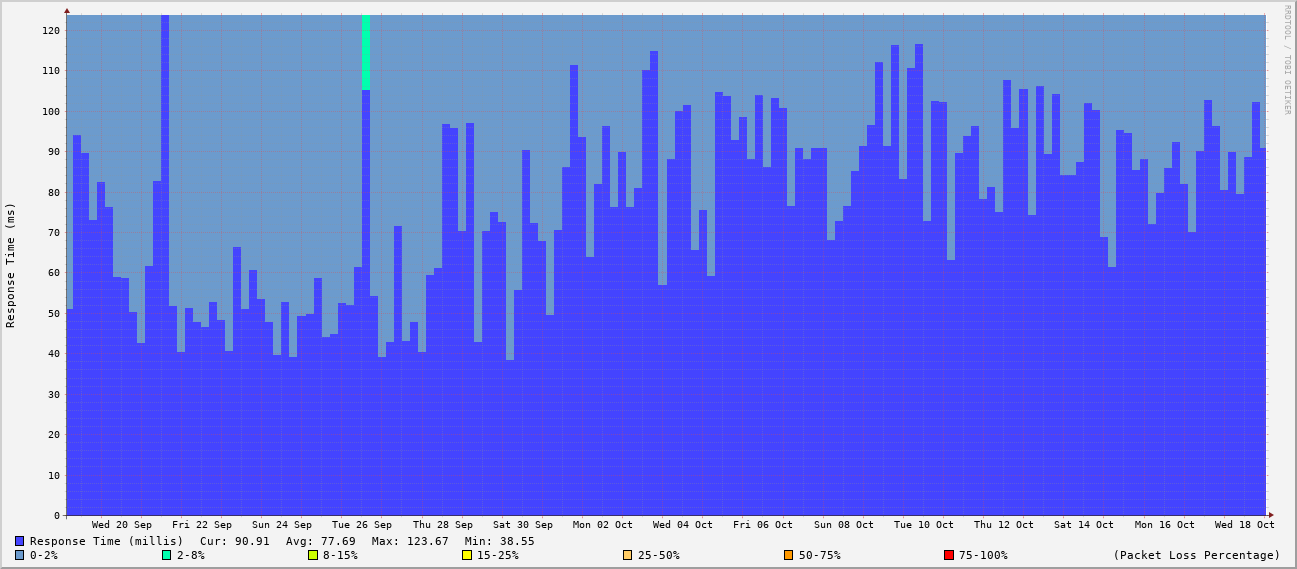 RRDTOOL / TOBI OETIKER
Response Time (ms)
120
110
100
90
80
70
60
50
40
30
20
10
0
Wed 20 Sep Fri 22 Sep Sun 24 Sep Tue 26 Sep Thu 28 Sep Sat 30 Sep Mon 02 Oct Wed 04 Oct Fri 06 Oct Sun 08 Oct Tue 10 Oct Thu 12 Oct Sat 14 Oct Mon 16 Oct Wed 18 Oct
Response Time (millis) Cur: 90.91 Avg: 77.69 Max: 123.67 Min: 38.55
0-2% 2-8% 8-15% 15-25% 25-50% 50-75% 75-100% (Packet Loss Percentage)